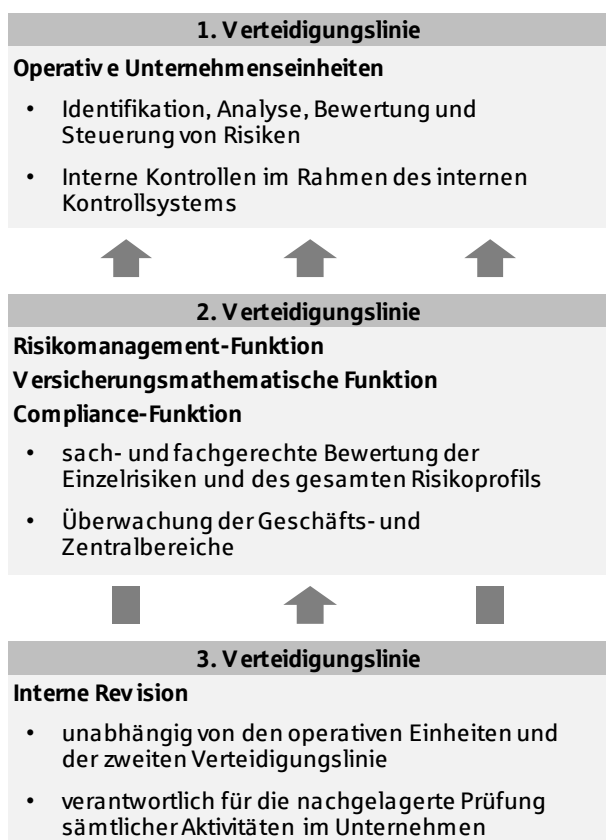 1. Verteidigungslinie
Operative Unternehmenseinheiten
• Identifikation, Analyse, Bewertung und
Steuerung von Risiken
• Interne Kontrollen im Rahmen des internen
Kontrollsystems
2. Verteidigungslinie
Risikomanagement-Funktion
Versicherungsmathematische Funktion
Compliance-Funktion
• sach- und fachgerechte Bewertung der
Einzelrisiken und des gesamten Risikoprofils
• Überwachung der Geschäfts- und
Zentralbereiche
3. Verteidigungslinie
Interne Revision
• unabhängig von den operativen Einheiten und
der zweiten Verteidigungslinie
• verantwortlich für die nachgelagerte Prüfung
sämtlicher Aktivitäten im Unternehmen